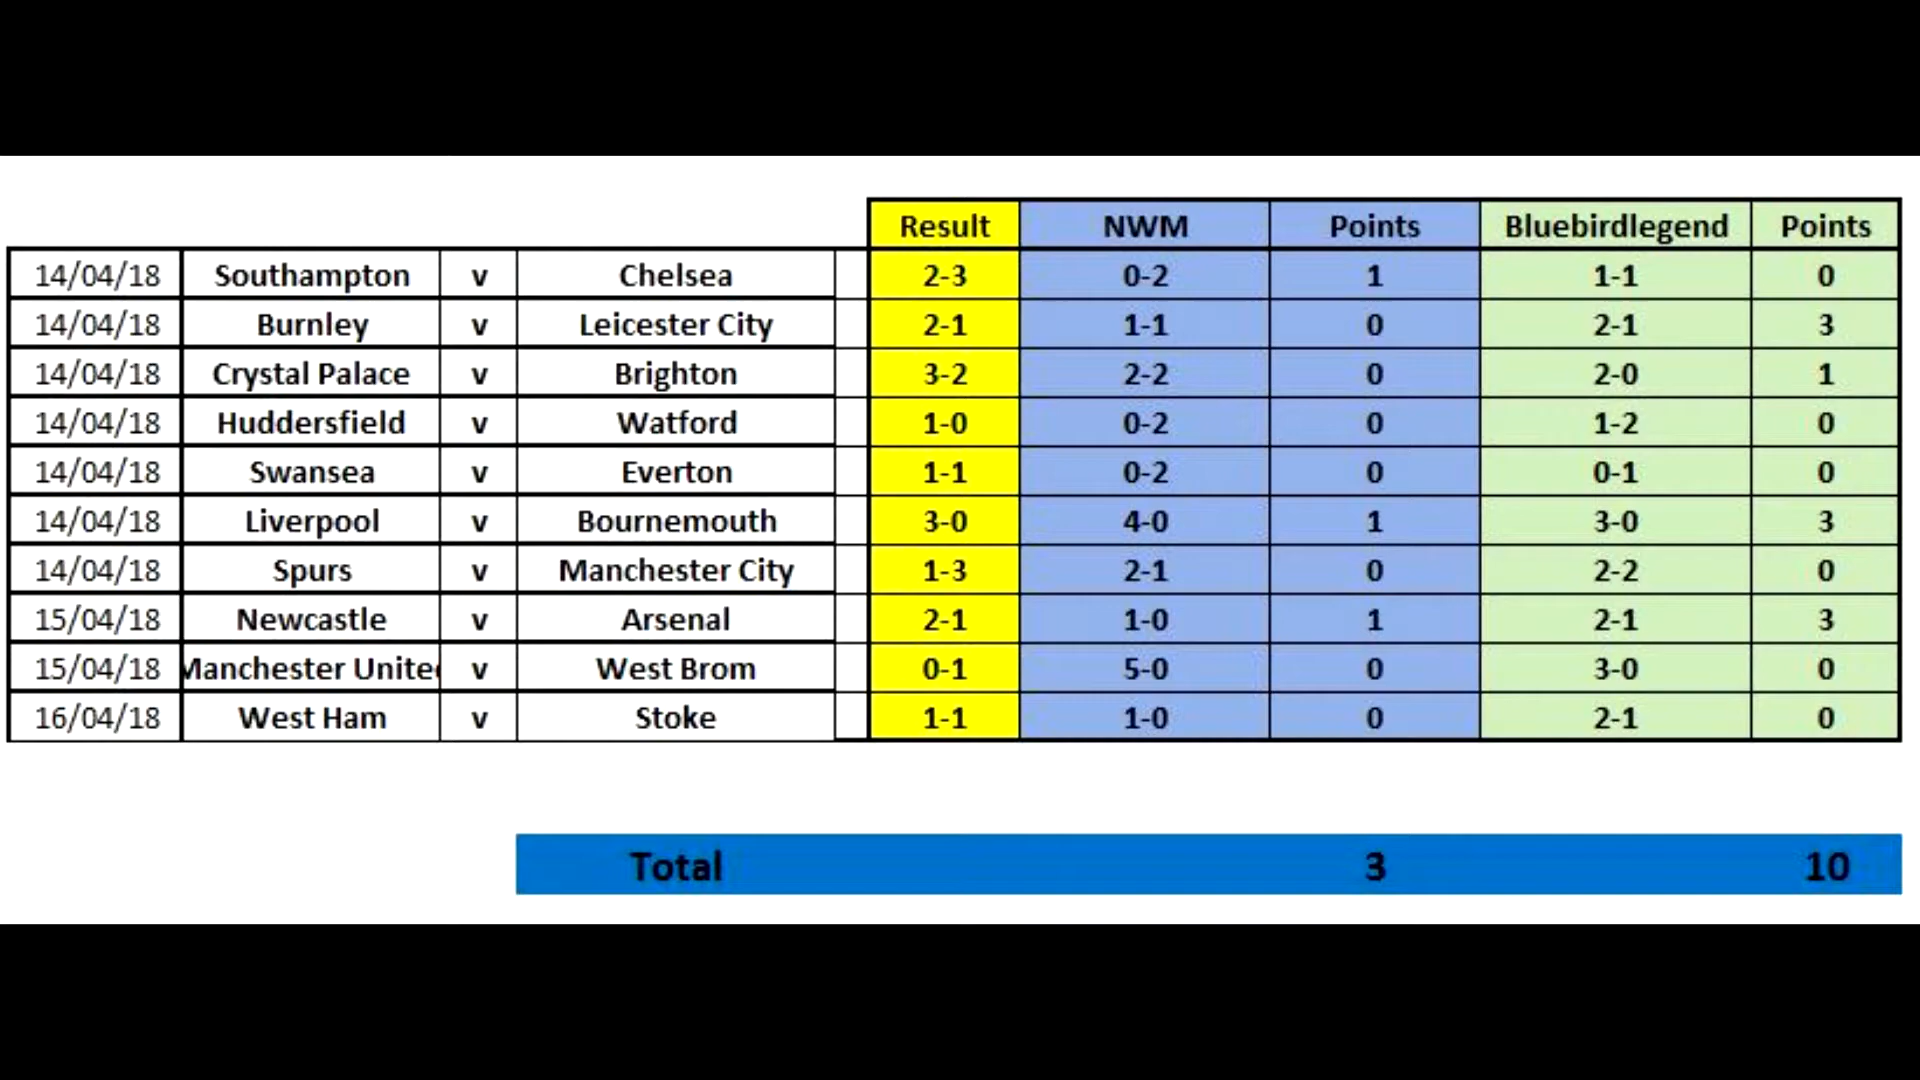 Result NWM Points Bluebirdlegend Points
14/04/18 Southampton v Chelsea 2-3 0-2 1 1-1 0
14/04/18 Burnley v Leicester City 2-1 1-1 0 2-1 3
14/04/18 Crystal Palace v Brighton 3-2 2-2 0 2-0 1
14/04/18 Huddersfield v Watford 1-0 0-2 0 1-2 0
14/04/18 Swansea v Everton 1-1 0-2 0 0-1 0
14/04/18 Liverpool v Bournemouth 3-0 4-0 1 3-0 3
14/04/18 Spurs v Manchester City 1-3 2-1 0 2-2 0
15/04/18 Newcastle v Arsenal 2-1 1-0 1 2-1 3
15/04/18 Manchester Unite v West Brom 0-1 5-0 0 3-0 0
16/04/18 West Ham v Stoke 1-1 1-0 0 2-1 0
Total 3 10